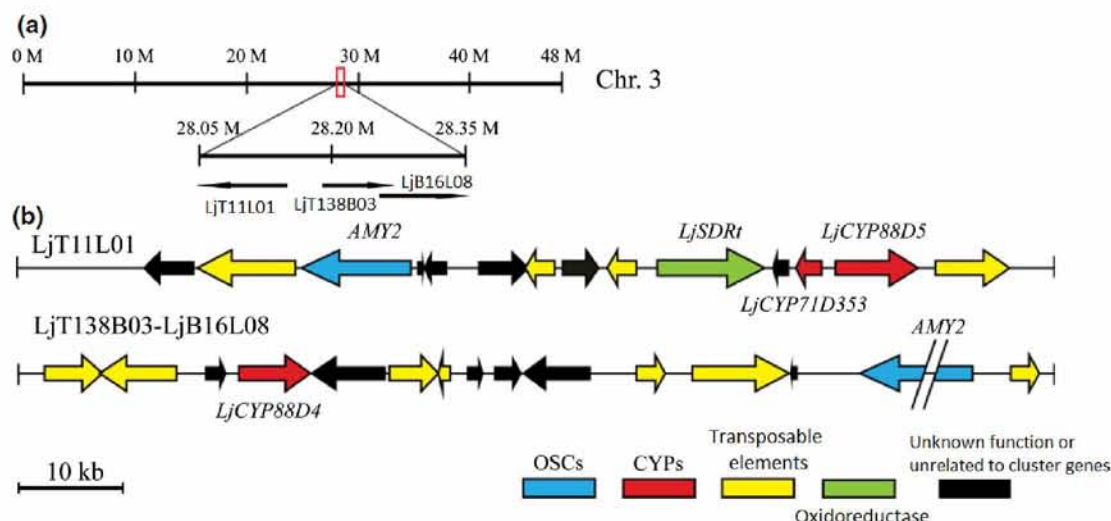 (a)
0 M 10 M 20 M 30 M 40 M 48 M
Chr. 3
28.05 M 28.20 M 28.35 M
LjB16L08
LjT11L01 LjT138B03
(b)
LjT11L01 AMY2 LjSDRt LjCYP88D5
LjCYP71D353
LjT138B03-LjB16L08 AMY2
LjCYP88D4
10 kb
OSCs
CYPs
Transposable
elements
Oxidoreductase
Unknown function or
unrelated to cluster genes